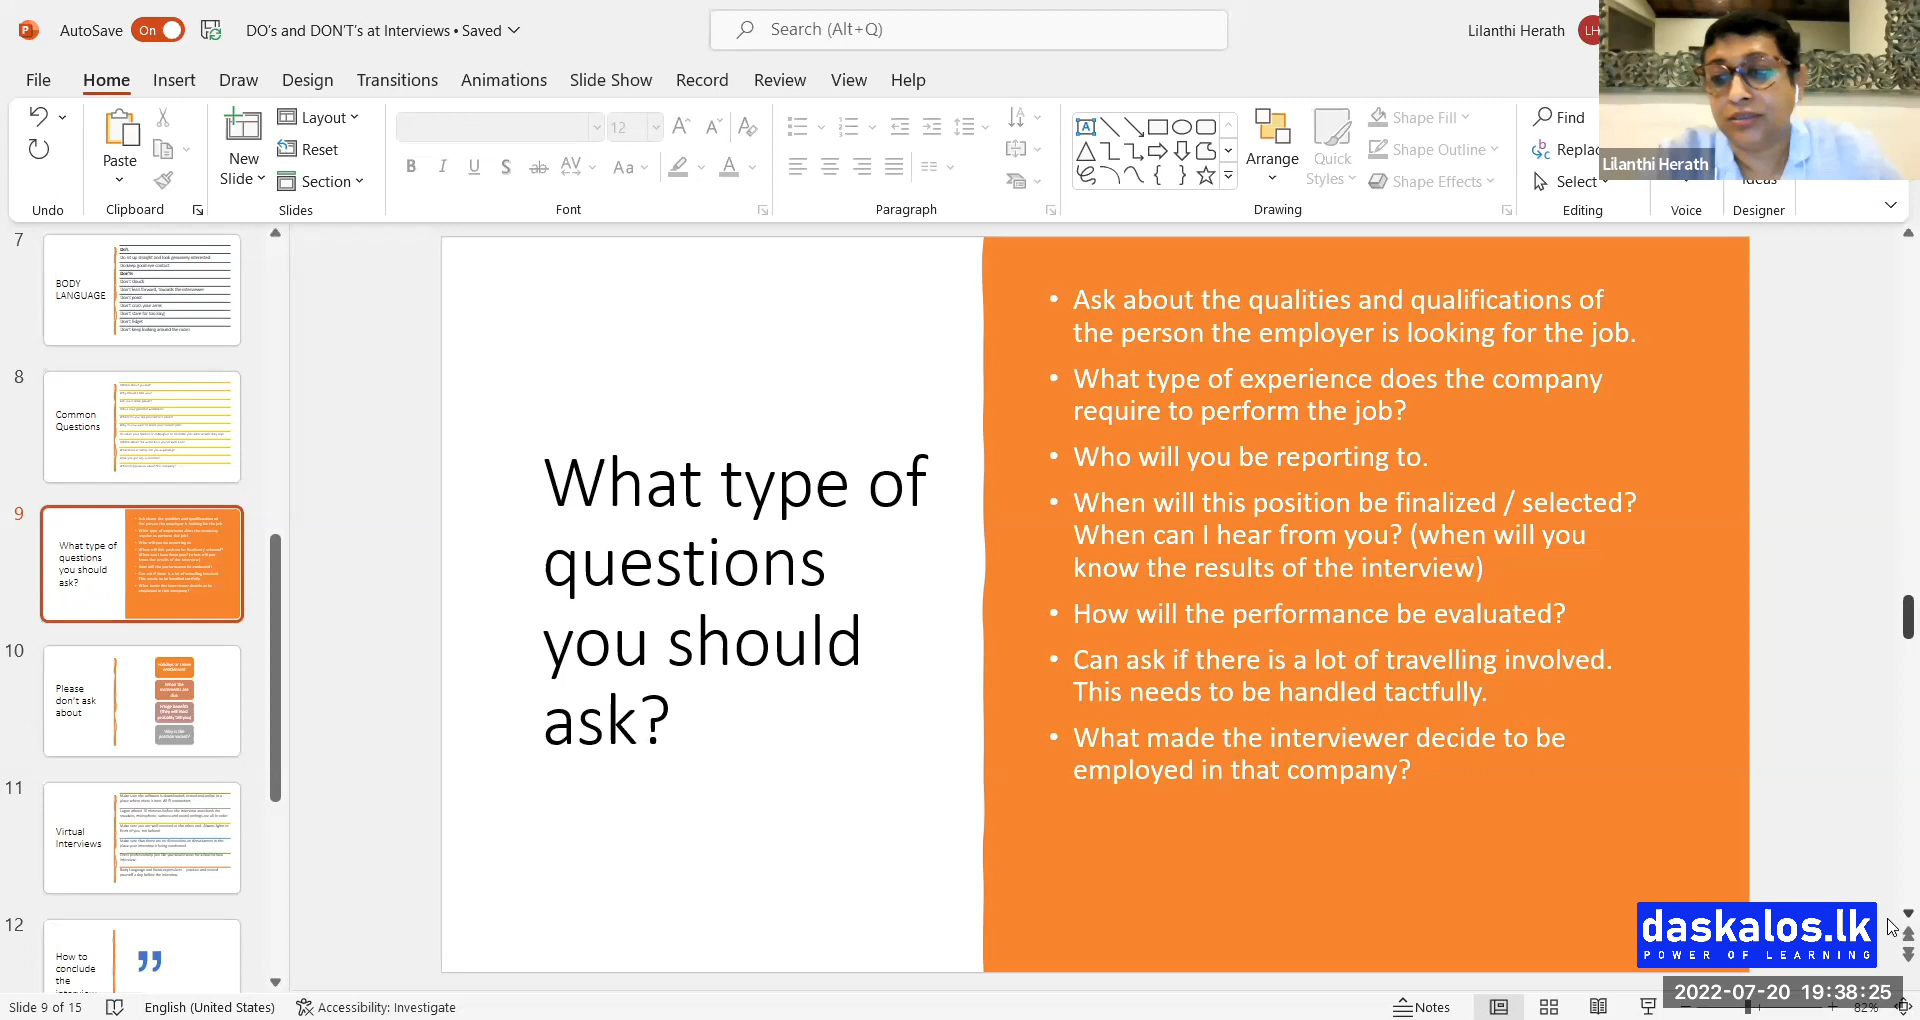 AutoSave On DO's and DON'T's at Interviews • Saved Search (Alt+Q) Lilanthi Herath LH
File Home Insert Draw Design Transitions Animations Slide Show Record Review View Help
Undo
Paste
Clipboard
New
Slide
Layout
Reset
Section
Slides
12
Font
Paragraph
Arrange
Quick
Styles
Shape Fill
Shape Outline
Shape Effects
Drawing
Find
Select
Editing
Voice
Designer
Lilanthi Herath
7
BODY
LANGUAGE
8
Common
Questions
9
What type of
questions
you should
ask?
10
Please
don't ask
about
11
Virtual
Interviews
12
How to
conclude
the
What type of
questions
you should
ask?
• Ask about the qualities and qualifications of
the person the employer is looking for the job.
• What type of experience does the company
require to perform the job?
• Who will you be reporting to.
• When will this position be finalized / selected?
When can I hear from you? (when will you
know the results of the interview)
• How will the performance be evaluated?
• Can ask if there is a lot of travelling involved.
This needs to be handled tactfully.
• What made the interviewer decide to be
employed in that company?
daskalos.lk
POWER OF LEARNING
2022-07-20 19:38:25
Slide 9 of 15 English (United States) Accessibility: Investigate Notes 82%